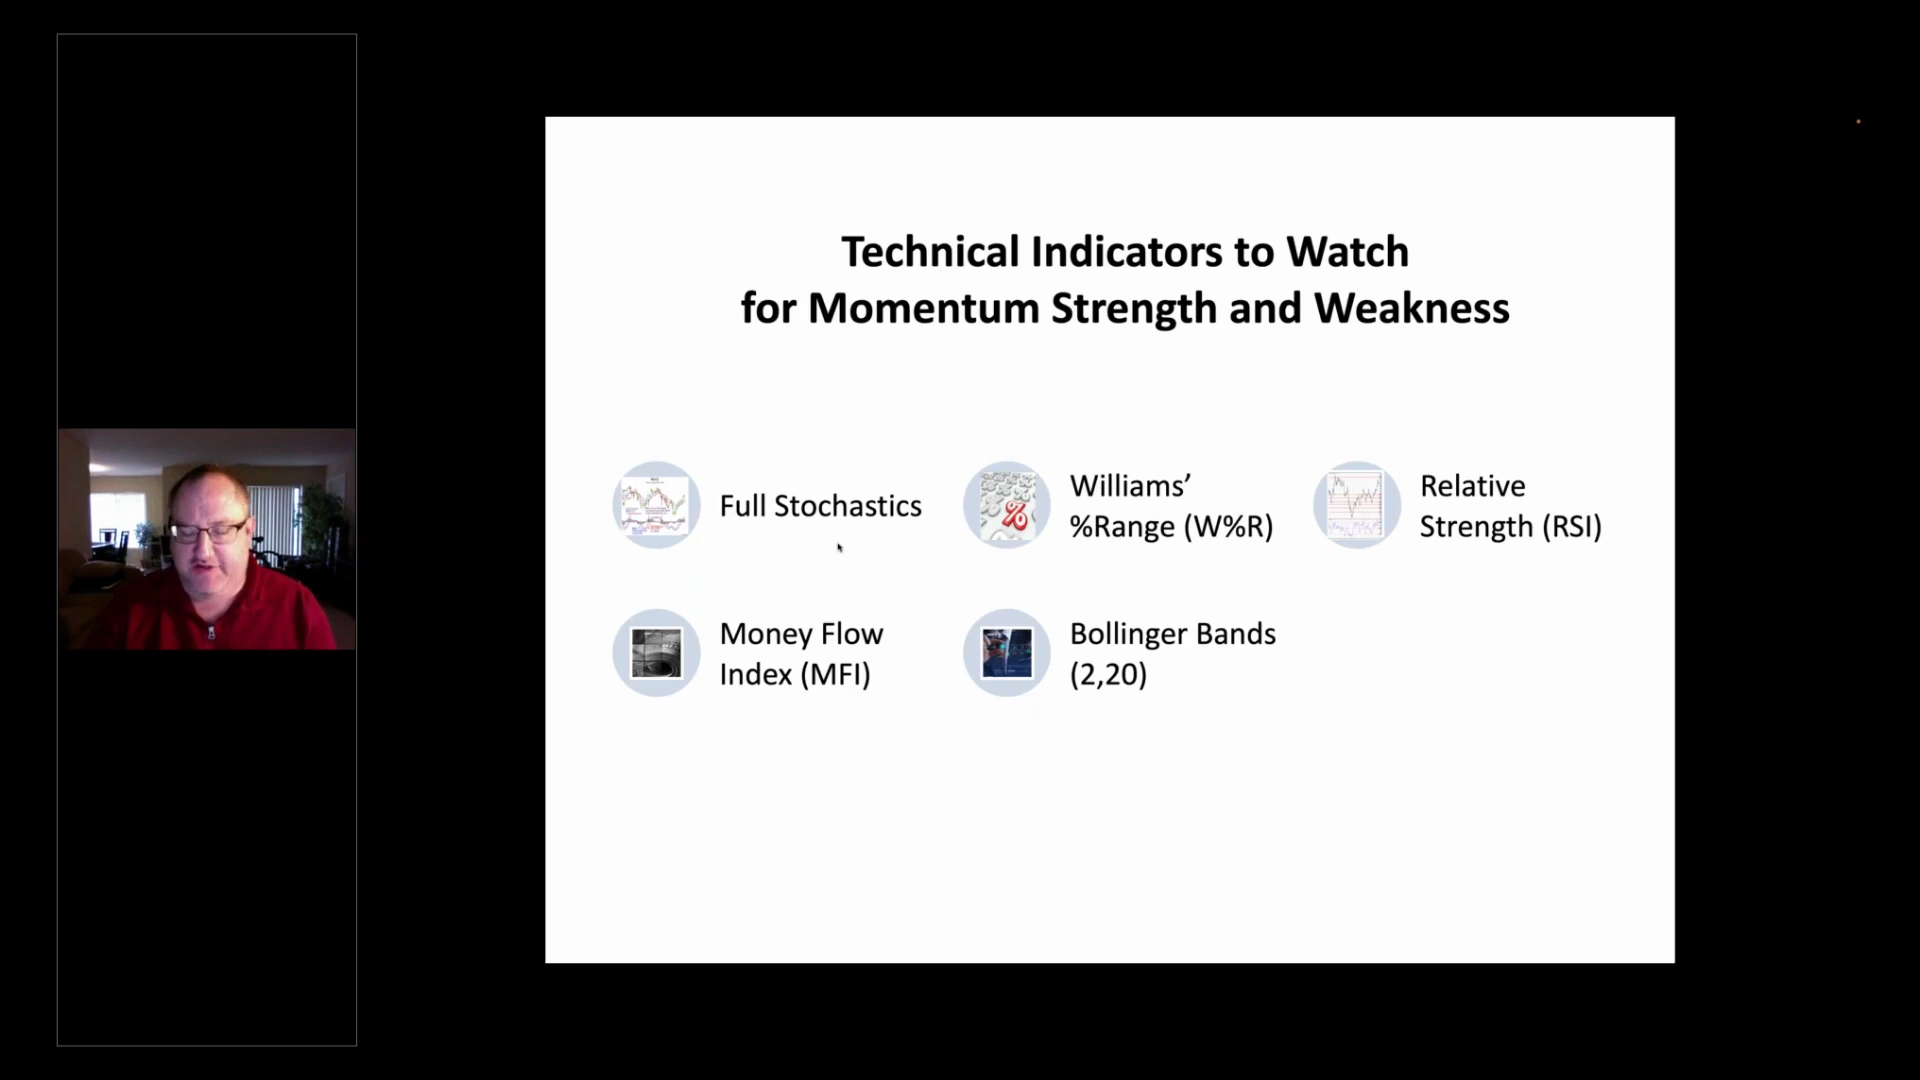 Technical Indicators to Watch
for Momentum Strength and Weakness
Full Stochastics
Williams’
%Range (W%R)
Relative
Strength (RSI)
Money Flow
Index (MFI)
Bollinger Bands
(2,20)